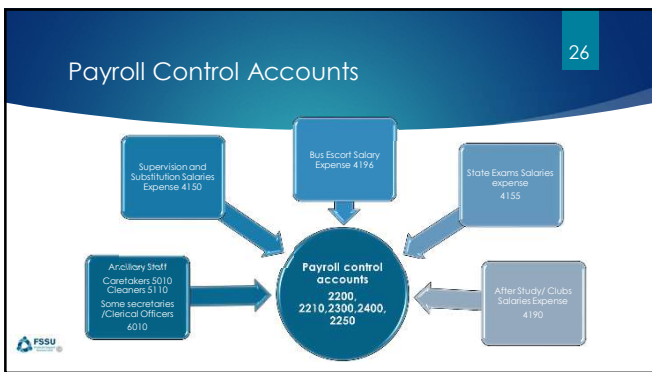 26
Payroll Control Accounts
Bus Escort Salary
Expense 4196
Supervision and
Substitution Salaries
Expense 4150
State Exams Salaries
expense
4155
Ancillary Staff
Caretakers 5010
Cleaners 5110
Some secretaries
/Clerical Officers
6010
Payroll control
accounts
2200,
2210,2300,2400,
2250
After Study/ Clubs
Salaries Expense
4190
FSSU